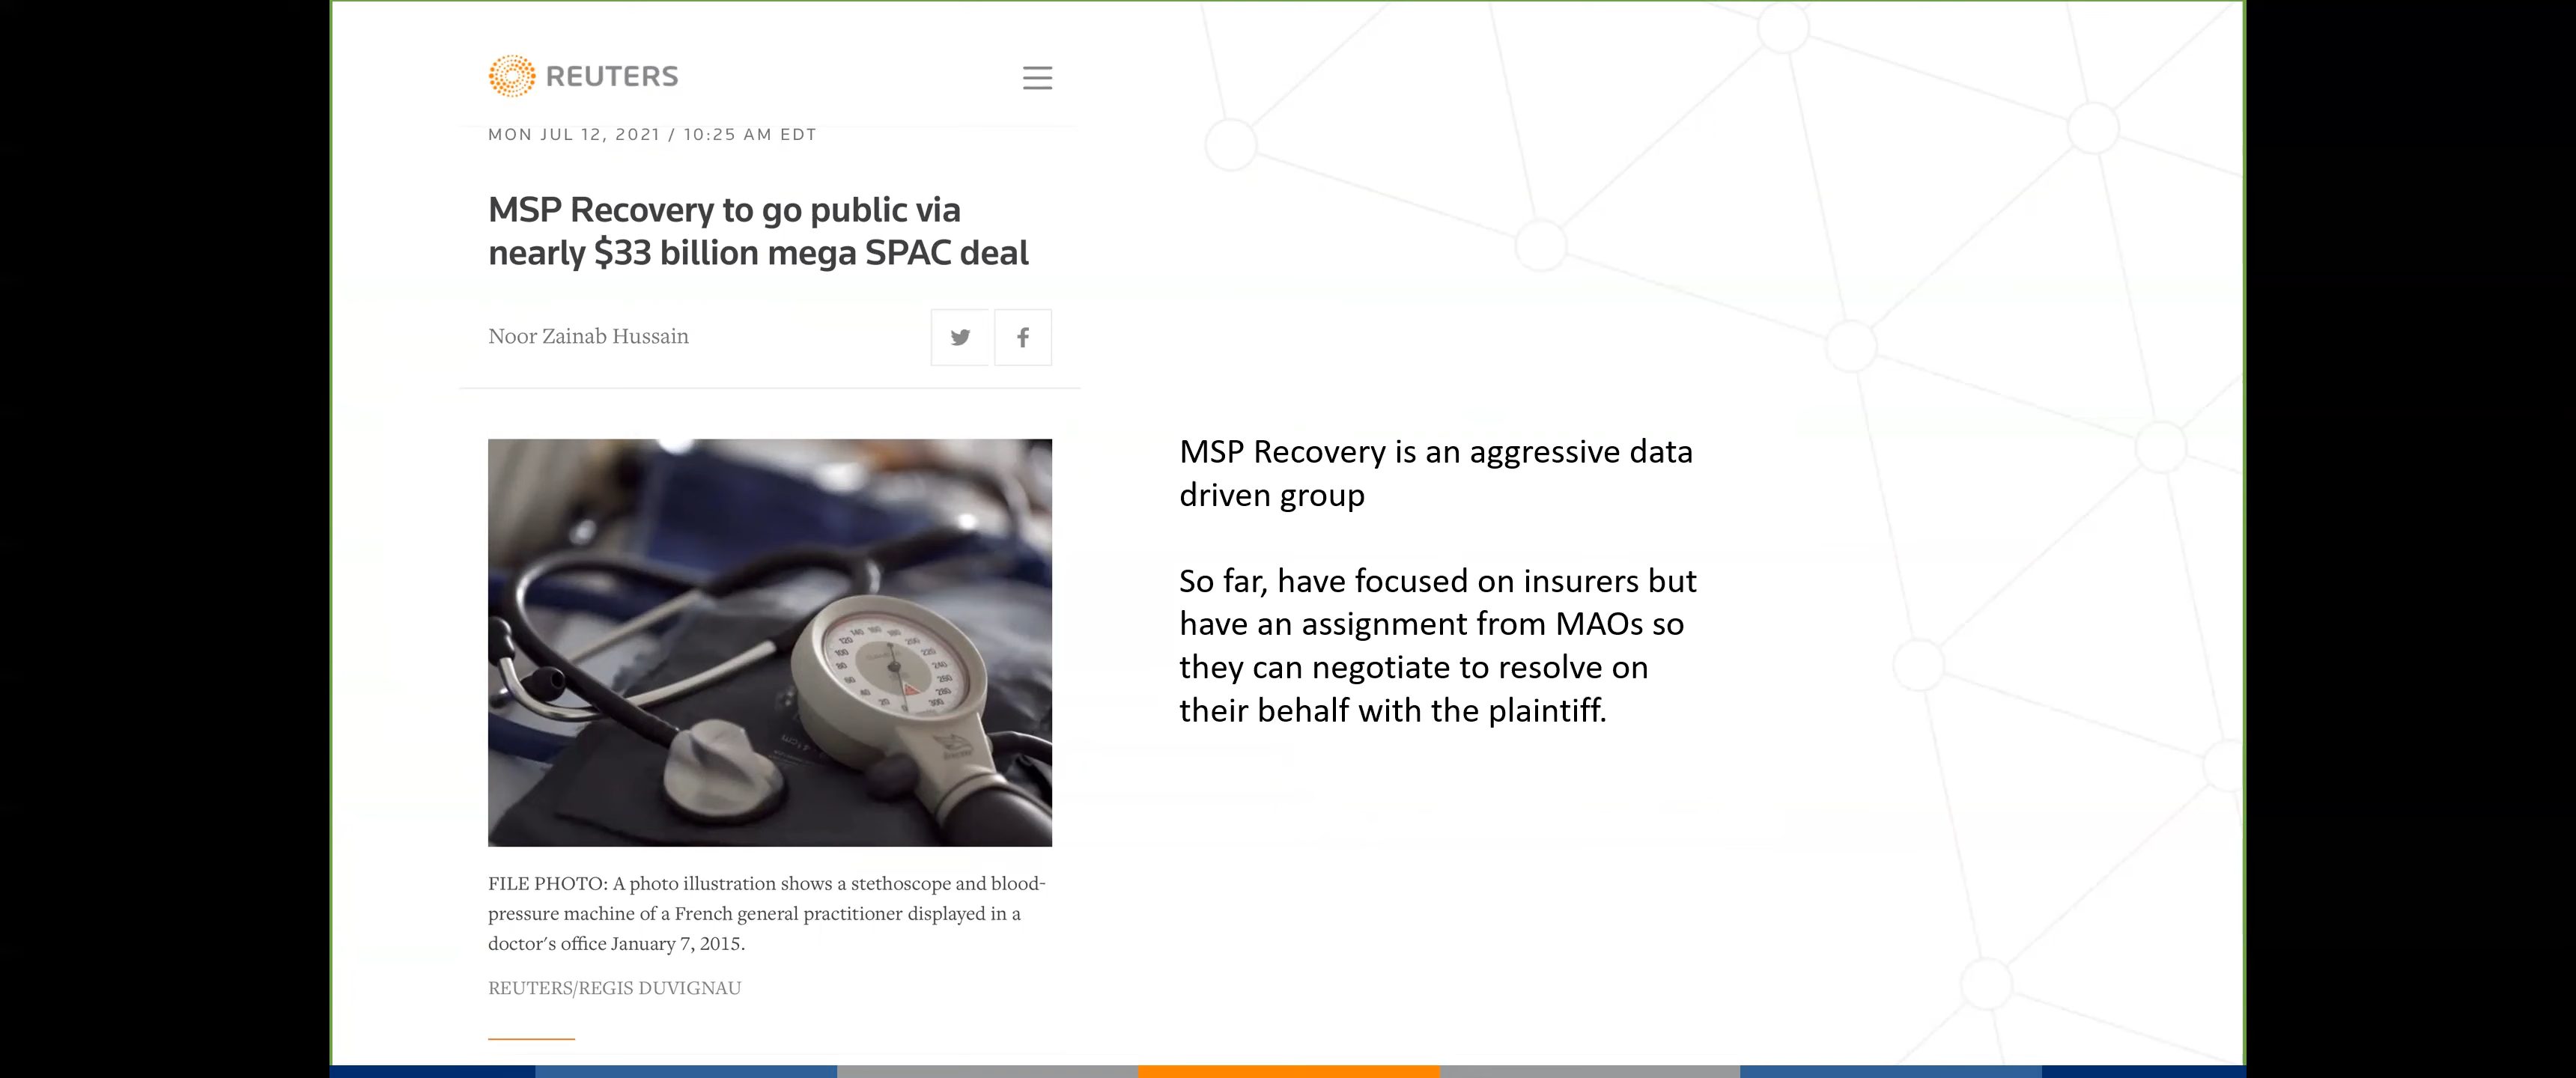 REUTERS
MON JUL 12, 2021 / 10:25 AM EDT
MSP Recovery to go public via
nearly $33 billion mega SPAC deal
Noor Zainab Hussain
FILE PHOTO: A photo illustration shows a stethoscope and blood-
pressure machine of a French general practitioner displayed in a
doctor's office January 7, 2015.
REUTERS/REGIS DUVIGNAU
MSP Recovery is an aggressive data
driven group
So far, have focused on insurers but
have an assignment from MAOs so
they can negotiate to resolve on
their behalf with the plaintiff.